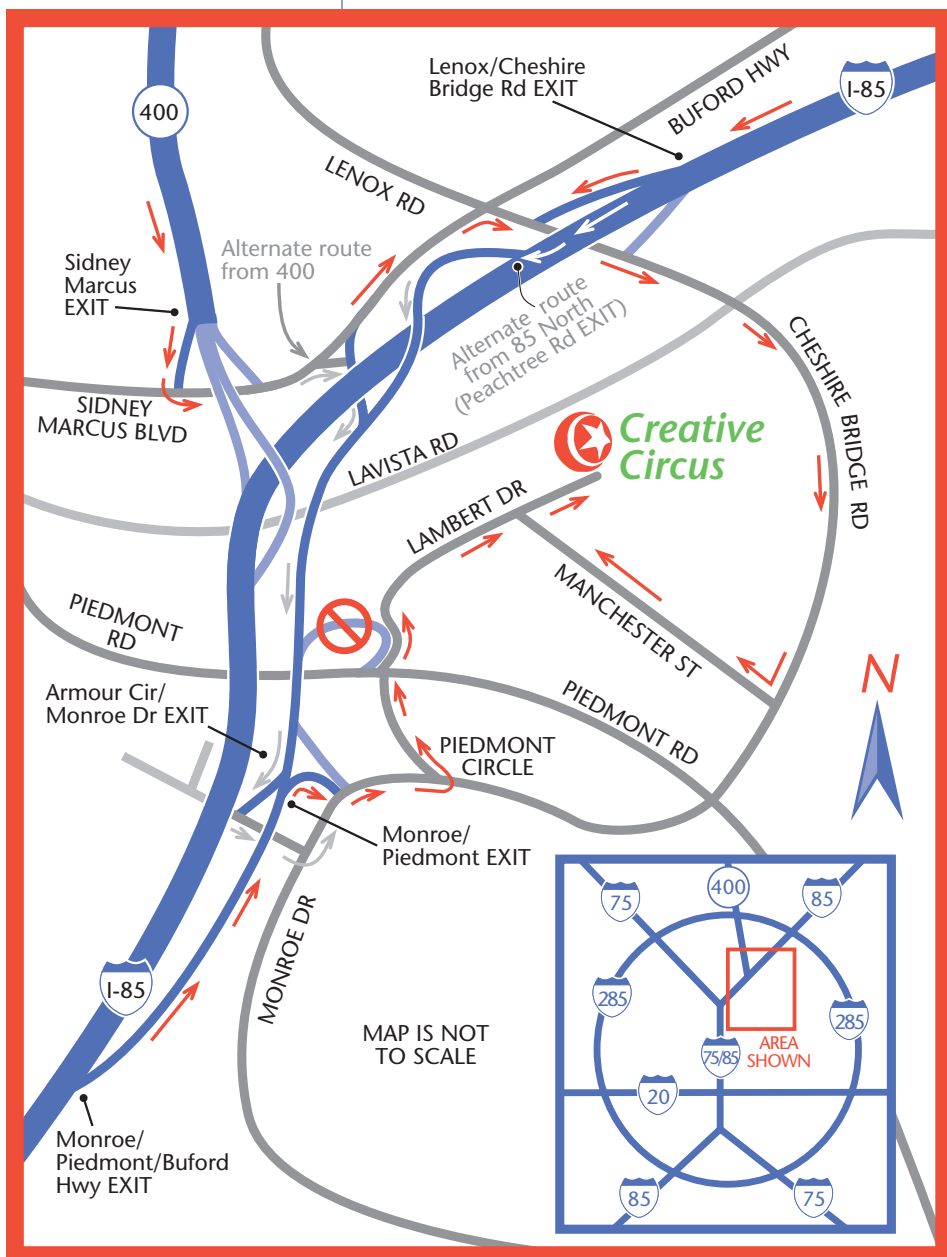 Lenox/Cheshire
Bridge Rd EXIT
BUFORD HWY
I-85
400
LENOX RD
Alternate route
from 400
Sidney
Marcus
EXIT
Alternate route
from 85 North
(Peachtree Rd EXIT)
CHESHIRE BRIDGE RD
SIDNEY
MARCUS BLVD
Creative
Circus
LAVISTA RD
LAMBERT DR
MANCHESTER ST
PIEDMONT
RD
N
Armour Cir/
Monroe Dr EXIT
PIEDMONT RD
PIEDMONT
CIRCLE
Monroe/
Piedmont EXIT
MONROE DR
I-85
MAP IS NOT
TO SCALE
Monroe/
Piedmont/Buford
Hwy EXIT
400
75
85
285
285
75/85
AREA
SHOWN
20
85
75